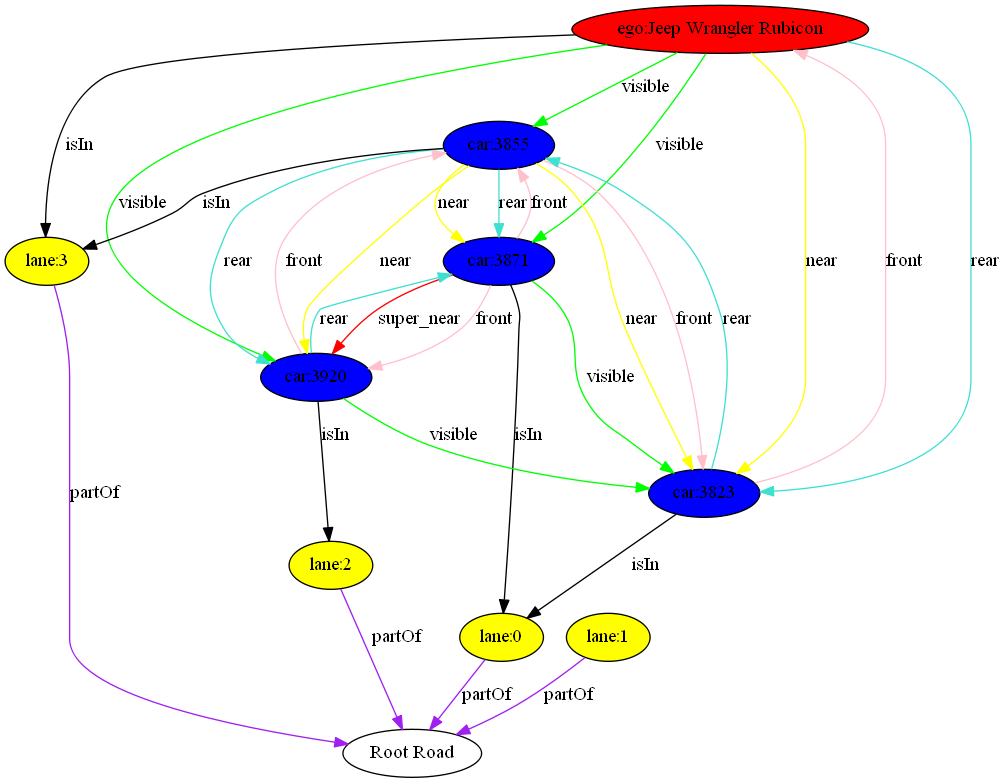 ego:Jeep Wrangler Rubicon
visible
car:3855
isIn
visible
visible
isIn
near
rear
front
lane:3
car:3871
rear
front
near
near
front
rear
rear
super_near
front
near
front
rear
car:3920
visible
isIn
visible
isIn
partOf
car:3823
lane:2
isIn
partOf
lane:0
lane:1
partOf
partOf
Root Road